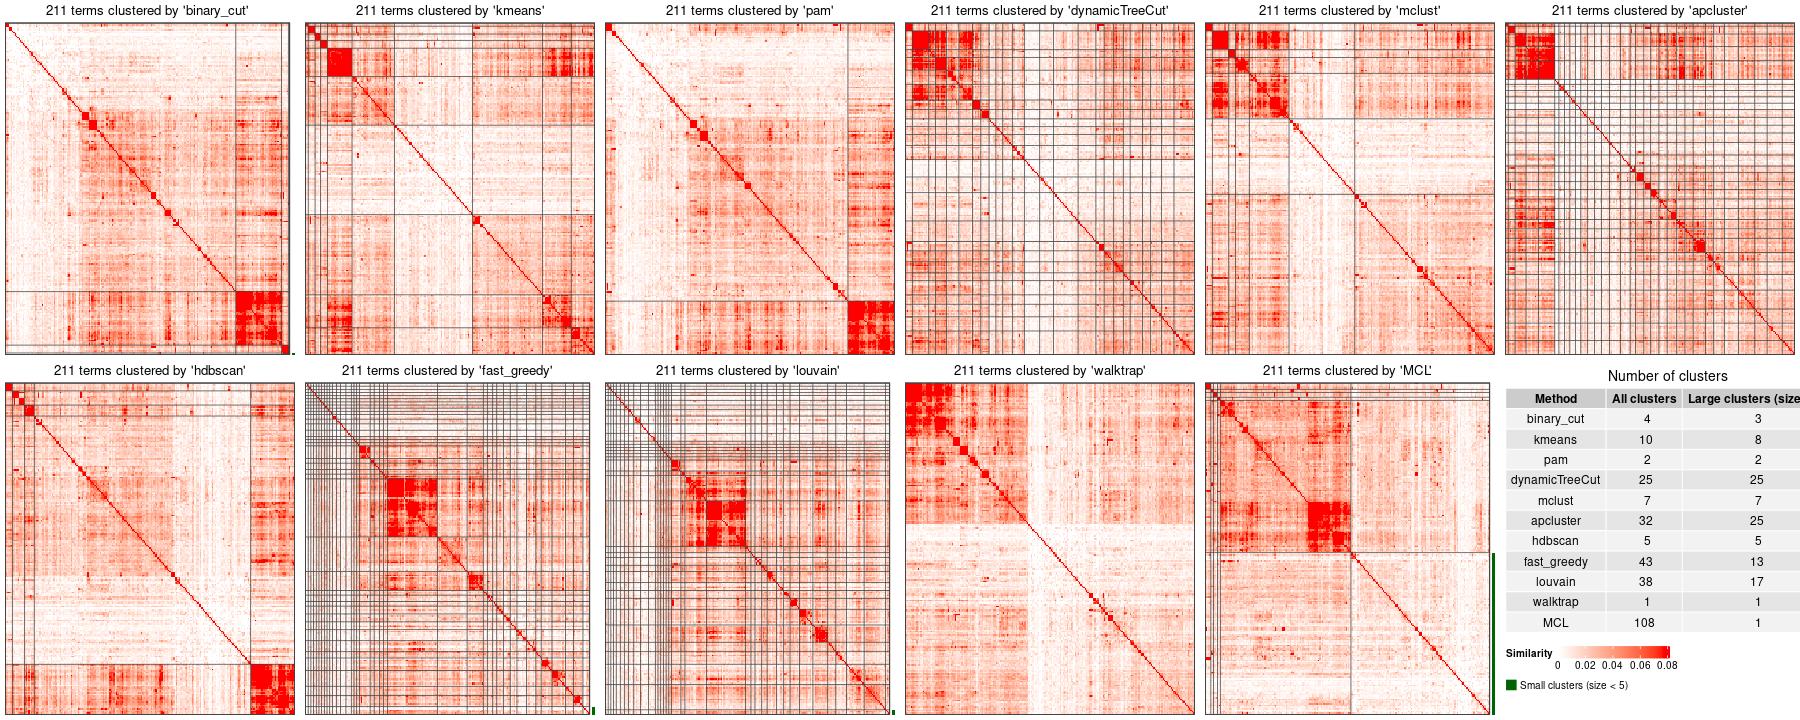 211 terms clustered by 'binary_cut'
211 terms clustered by 'kmeans'
211 terms clustered by 'pam'
211 terms clustered by 'dynamicTreeCut'
211 terms clustered by 'mclust'
211 terms clustered by 'apcluster'
211 terms clustered by 'hdbscan'
211 terms clustered by 'fast_greedy'
211 terms clustered by 'louvain'
211 terms clustered by 'walktrap'
211 terms clustered by 'MCL'
Number of clusters
Method All clusters Large clusters (size
binary_cut 4 3
kmeans 10 8
pam 2 2
dynamicTreeCut 25 25
mclust 7 7
apcluster 32 25
hdbscan 5 5
fast_greedy 43 13
louvain 38 17
walktrap 1 1
MCL 108 1
Similarity
0 0.02 0.04 0.06 0.08
Small clusters (size < 5)